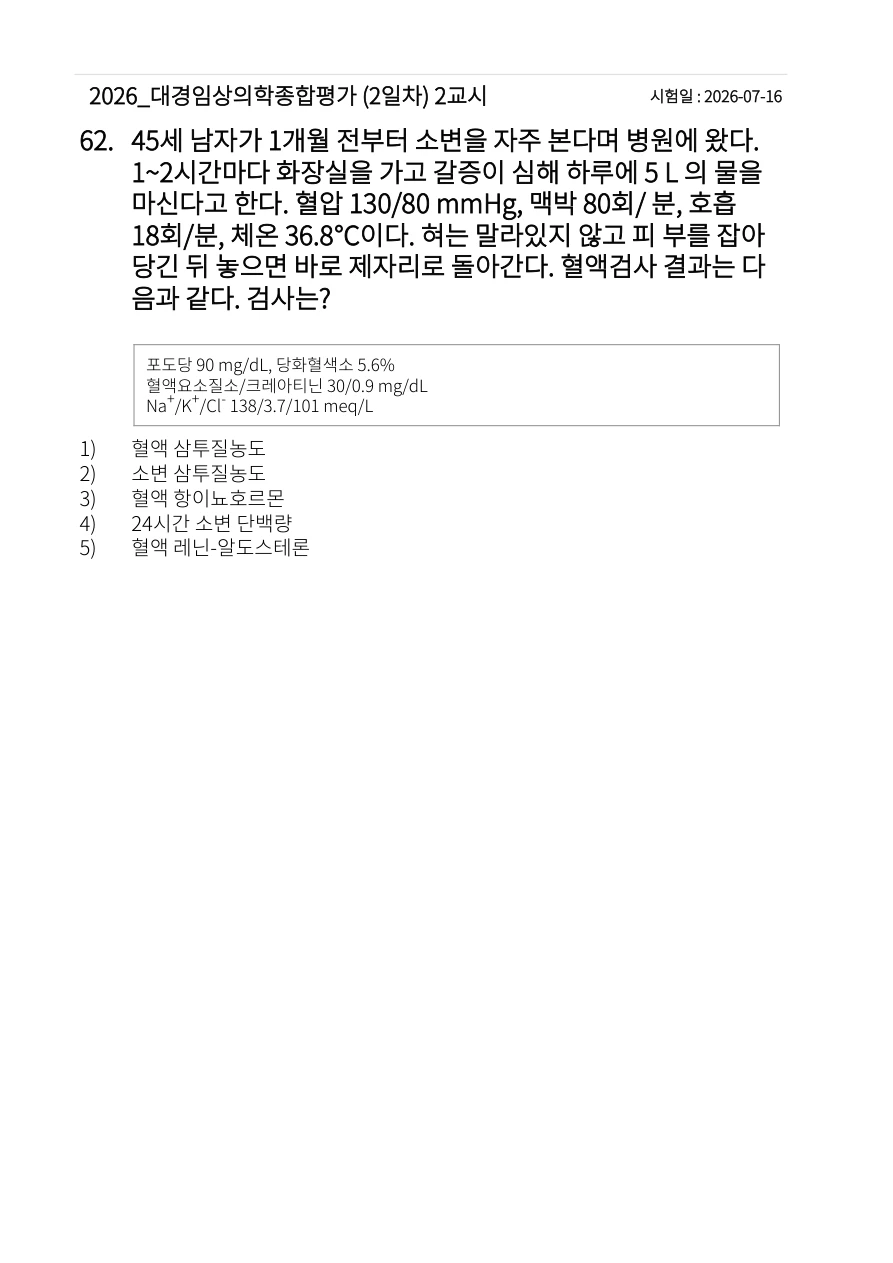 2026_대경임상의학종합평가 (2일차) 2교시
시험일 : 2026-07-16
62. 45세 남자가 1개월 전부터 소변을 자주 본다며 병원에 왔다.
1~2시간마다 화장실을 가고 갈증이 심해 하루에 5 L 의 물을
마신다고 한다. 혈압 130/80 mmHg, 맥박 80회/ 분, 호흡
18회/분, 체온 36.8℃이다. 혀는 말라있지 않고 피 부를 잡아
당긴 뒤 놓으면 바로 제자리로 돌아간다. 혈액검사 결과는 다
음과 같다. 검사는?
포도당 90 mg/dL, 당화혈색소 5.6%
혈액요소질소/크레아티닌 30/0.9 mg/dL
Na⁺/K⁺/Cl⁻ 138/3.7/101 meq/L
1) 혈액 삼투질농도
2) 소변 삼투질농도
3) 혈액 항이뇨호르몬
4) 24시간 소변 단백량
5) 혈액 레닌-알도스테론